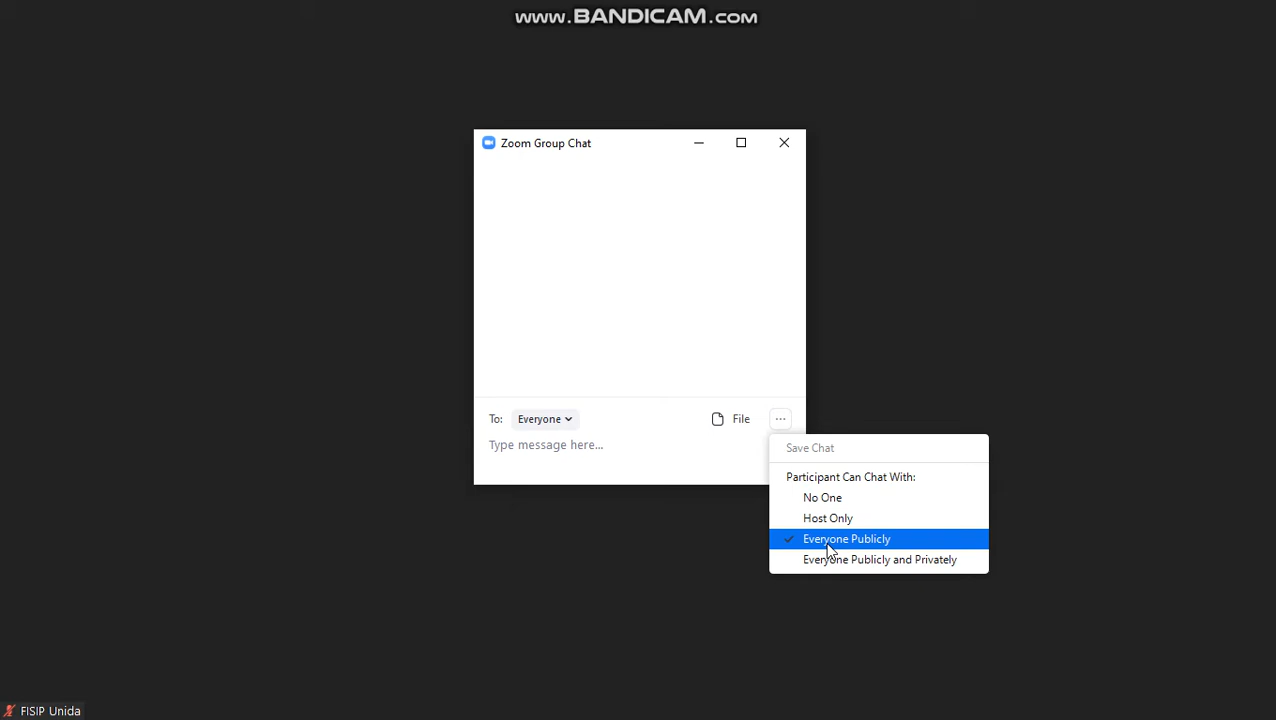 www.BANDICAM.com
Zoom Group Chat
To: Everyone File ...
Type message here...
Save Chat
Participant Can Chat With:
No One
Host Only
Everyone Publicly
Everyone Publicly and Privately
FISIP Unida